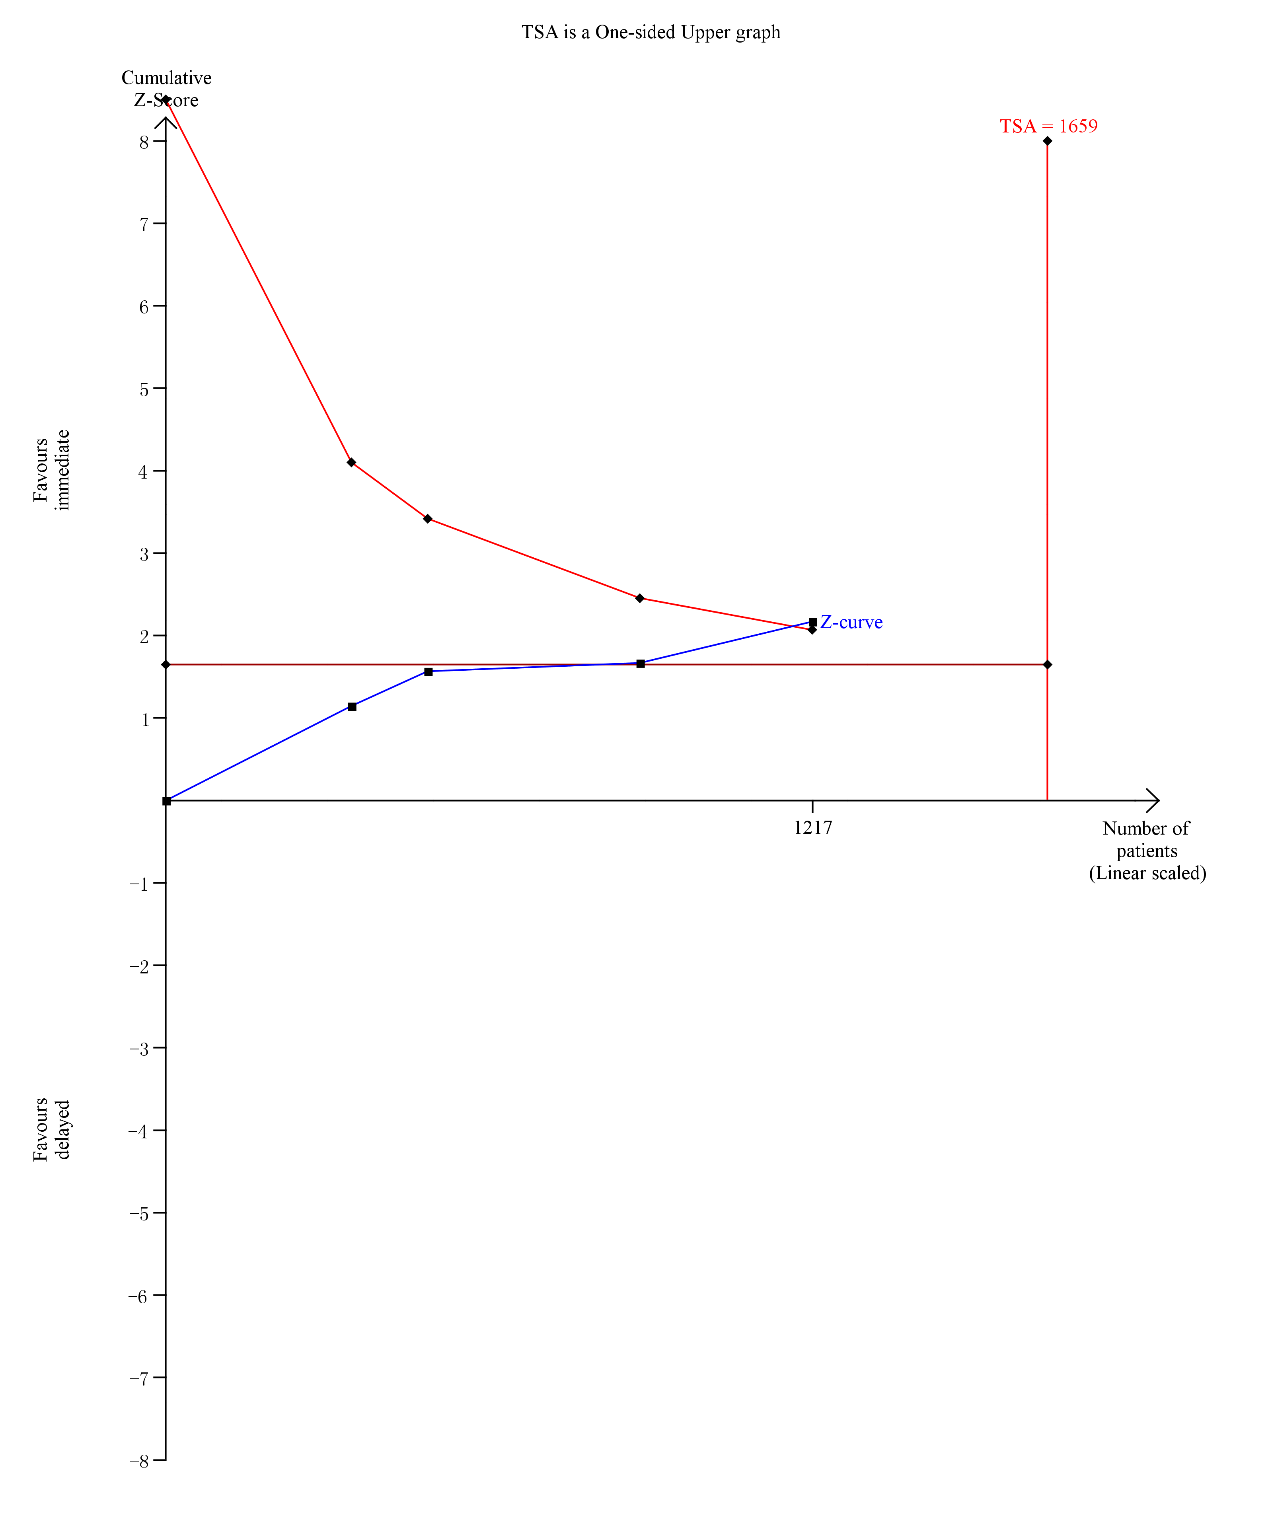 TSA is a One-sided Upper graph
Cumulative
Z-Score
TSA = 1659
8
7
6
5
4
3
2
1
Favours
immediate
Z-curve
1217
Number of
patients
(Linear scaled)
−1
−2
−3
−4
−5
−6
−7
−8
Favours
delayed